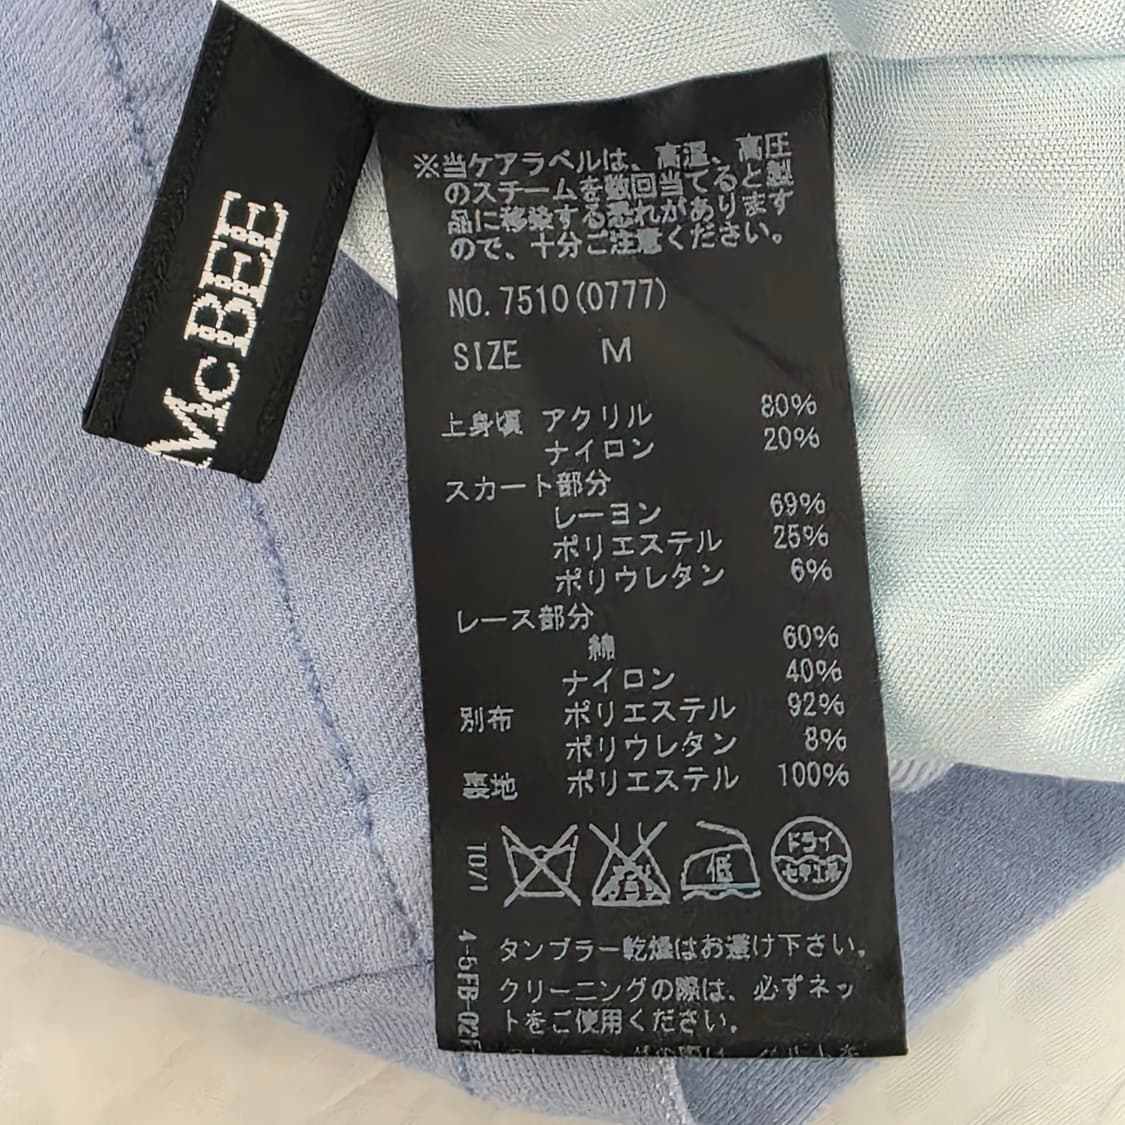 McBEE
※当ケアラベルは、高温、高圧
のスチームを数回当てると製
品に移染する恐れがあります
ので、十分ご注意ください。
NO. 7510(0777)
SIZE M
上身頃 アクリル 80%
ナイロン 20%
スカート部分
レーヨン 69%
ポリエステル 25%
ポリウレタン 6%
レース部分
綿 60%
ナイロン 40%
別布 ポリエステル 92%
ポリウレタン 8%
裏地 ポリエステル 100%
低
ドライ
セキユ系
タンブラー乾燥はお避け下さい。
クリーニングの際は、必ずネッ
トをご使用ください。